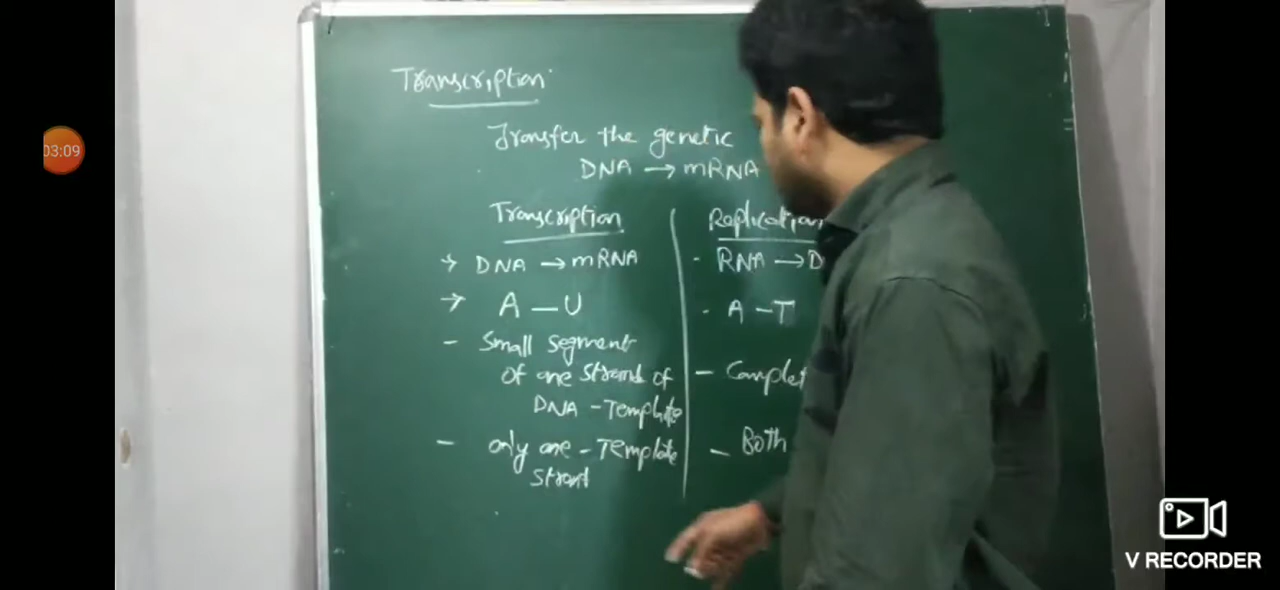 03:09
Transcription
Transfer the genetic
DNA → mRNA
Transcription
→ DNA → mRNA
→ A — U
- Small segment
of one strand of
DNA - Template
- only one - Template
strant
Replication
- RNA → D
- A - T
- Complet
- Both
V RECORDER